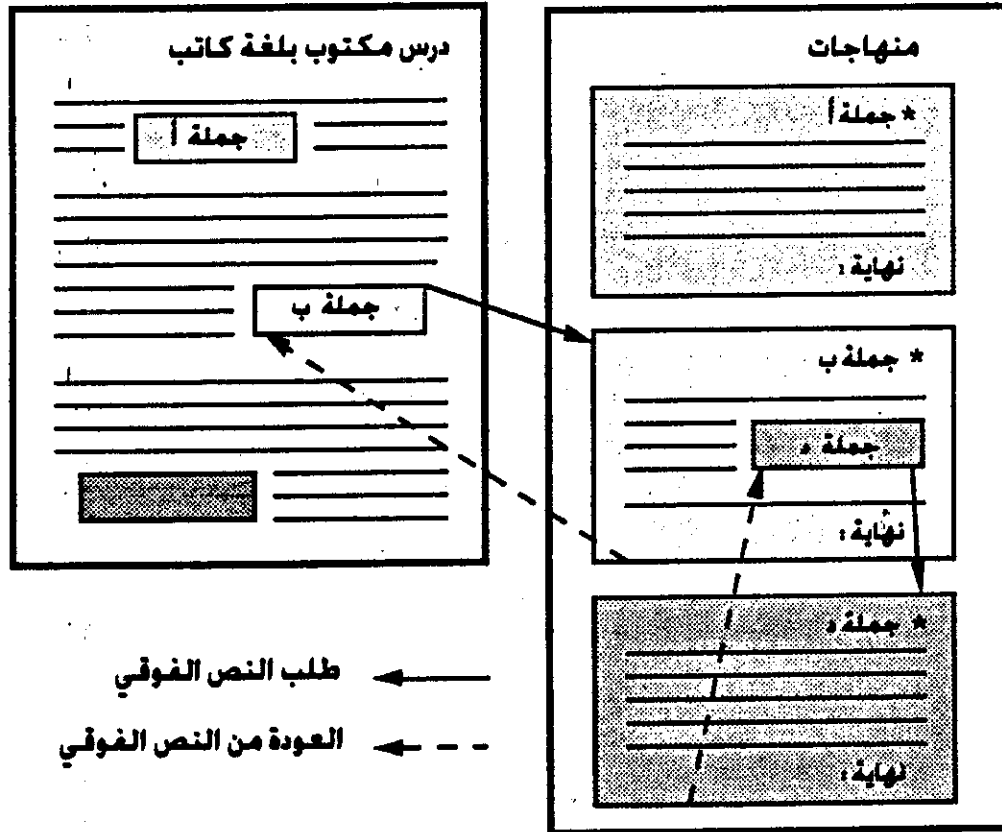 منهاجات
* جملة أ
نهاية :
* جملة ب
جملة د
نهاية :
* جملة د
نهاية :
درس مكتوب بلغة كاتب
جملة أ
جملة ب
طلب النص الفوقي
العودة من النص الفوقي